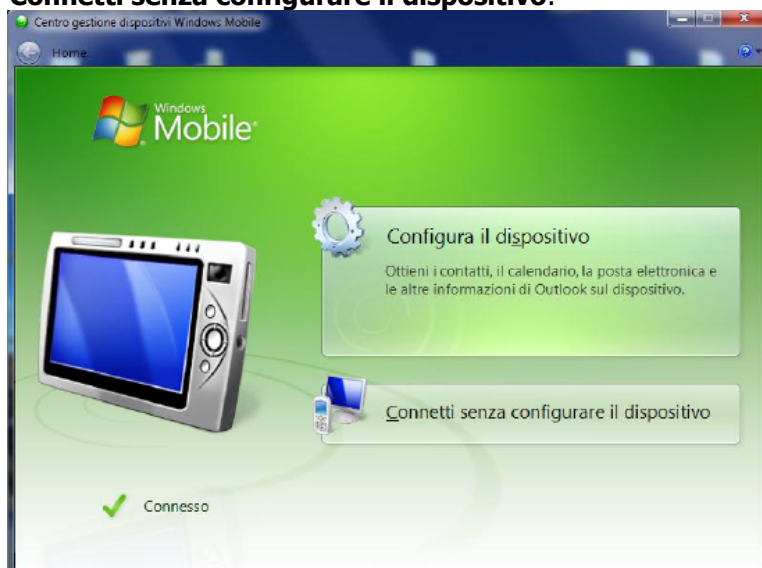 Connetti senza configurare il dispositivo.
Centro gestione dispositivi Windows Mobile
Home
Windows
Mobile
Configura il dispositivo
Ottieni i contatti, il calendario, la posta elettronica e
le altre informazioni di Outlook sul dispositivo.
Connetti senza configurare il dispositivo
Connesso